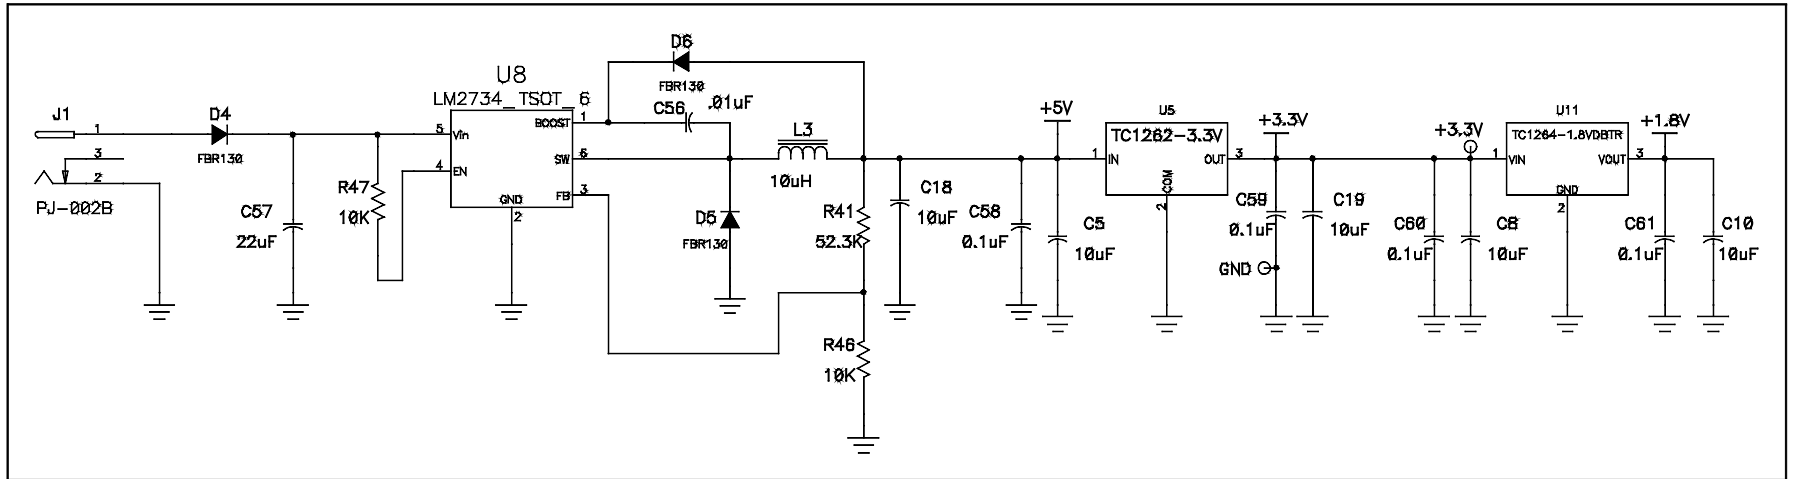 J1
1
3
2
PJ-002B
D4
FBR130
C57
22uF
R47
10K
U8
LM2734_TSOT_6
5
Vin
4
EN
BOOST
1
SW
6
FB
3
GND
2
D6
FBR130
C56
.01uF
L3
10uH
D5
FBR130
R41
52.3K
R46
10K
C18
10uF
C58
0.1uF
+5V
C5
10uF
U5
TC1262-3.3V
1
IN
OUT
3
COM
2
+3.3V
C59
0.1uF
GND
C19
10uF
C60
0.1uF
+3.3V
C8
10uF
U11
TC1264-1.8VDBTR
1
VIN
VOUT
3
GND
2
+1.8V
C61
0.1uF
C10
10uF